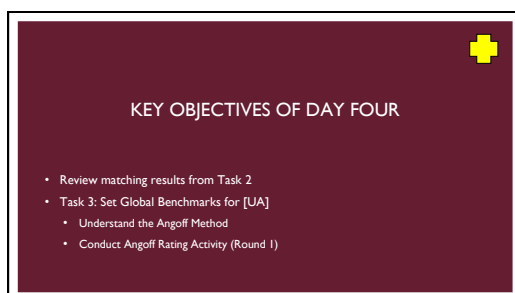 KEY OBJECTIVES OF DAY FOUR
• Review matching results from Task 2
• Task 3: Set Global Benchmarks for [UA]
• Understand the Angoff Method
• Conduct Angoff Rating Activity (Round 1)